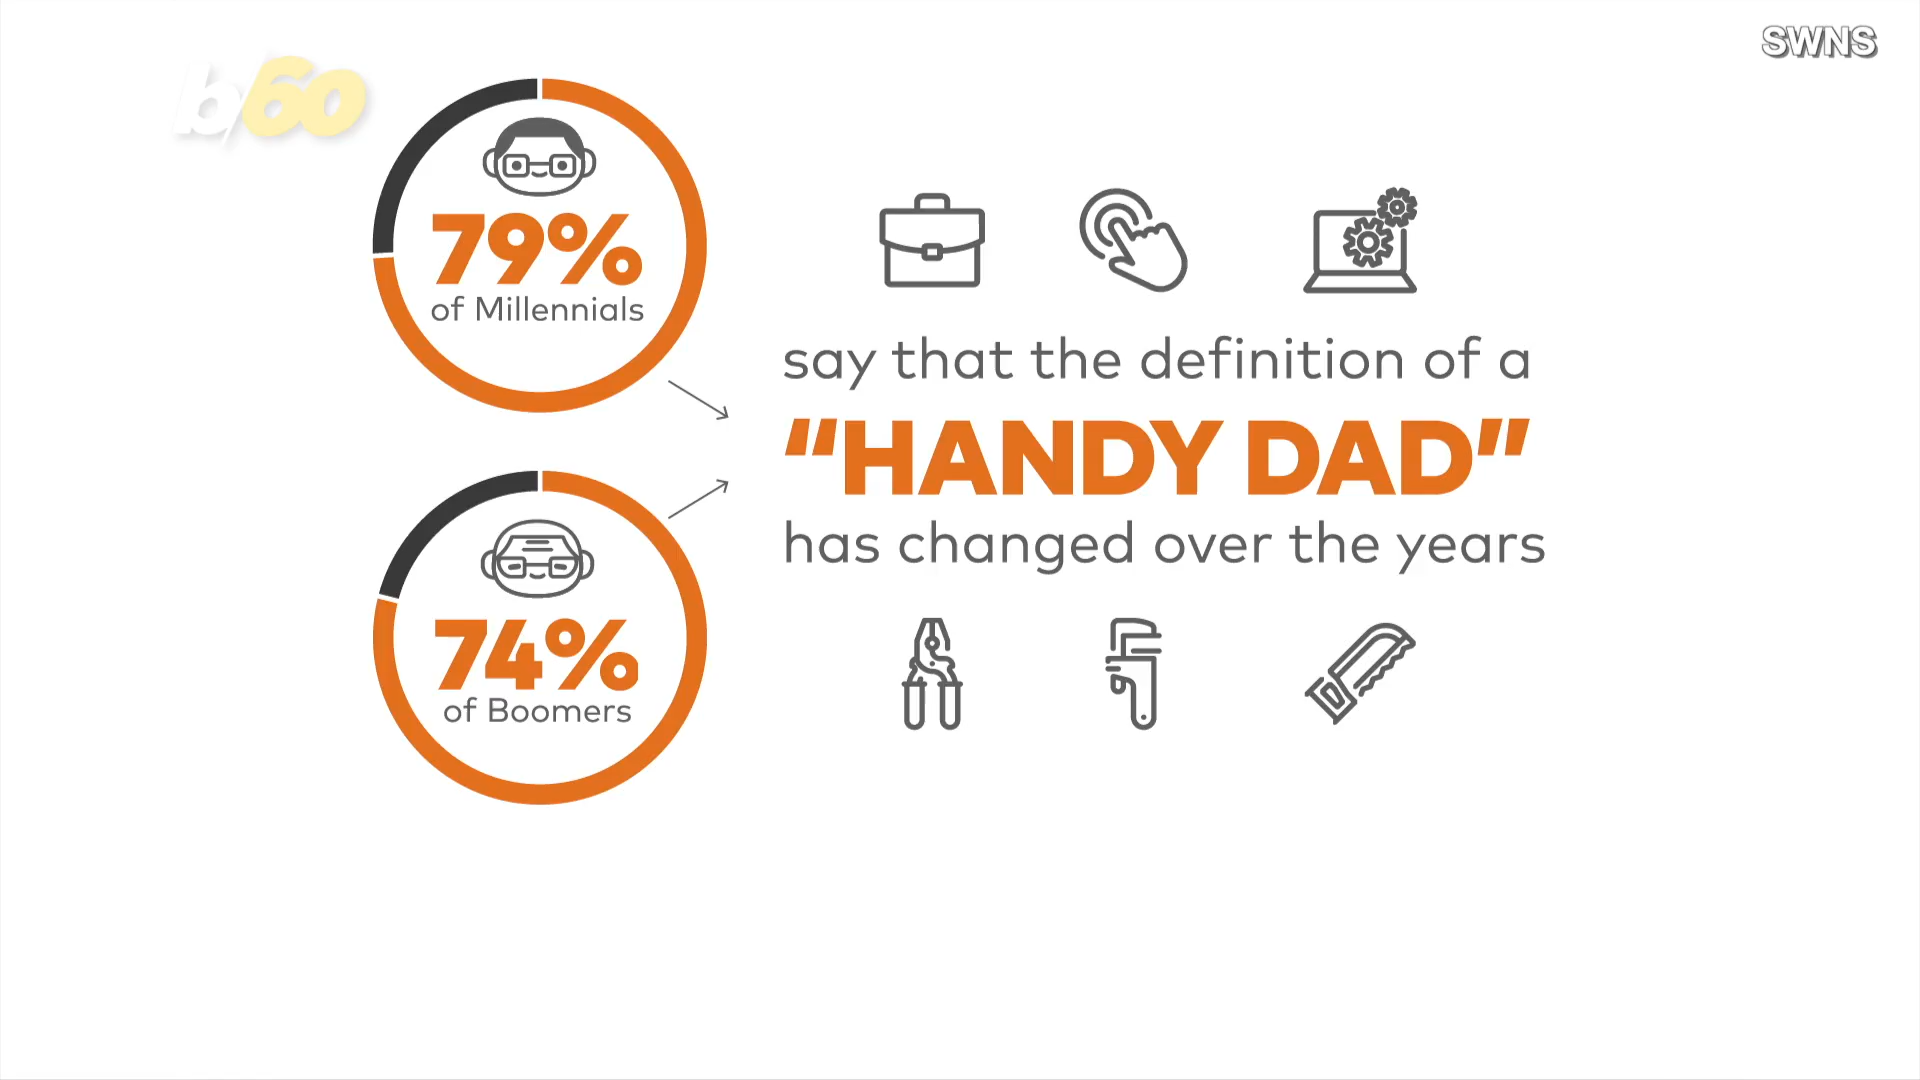 SWNS
b/60
79%
of Millennials
say that the definition of a
“HANDY DAD”
has changed over the years
74%
of Boomers